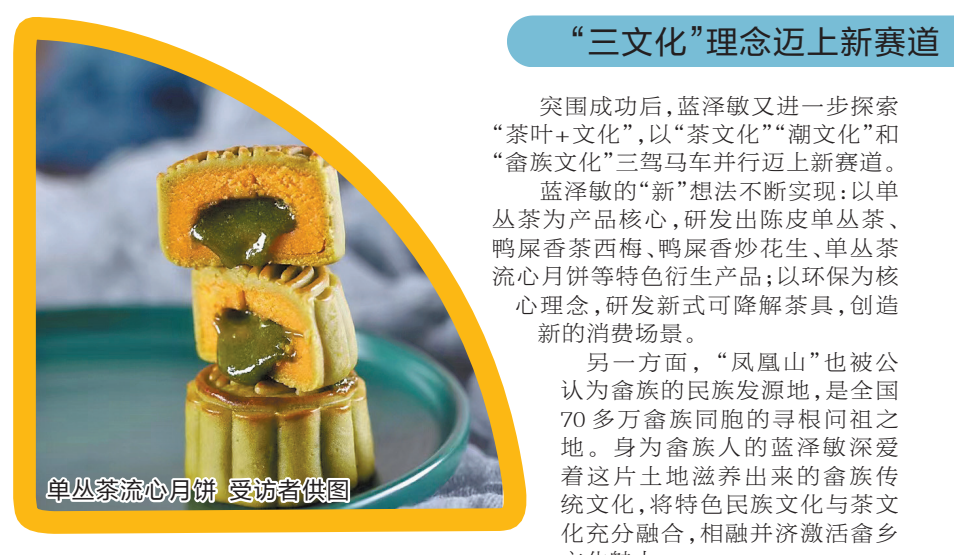 “三文化”理念迈上新赛道
突围成功后,蓝泽敏又进一步探索
“茶叶+文化”,以“茶文化”“潮文化”和
“畲族文化”三驾马车并行迈上新赛道。
蓝泽敏的“新”想法不断实现:以单
丛茶为产品核心,研发出陈皮单丛茶、
鸭屎香茶西梅、鸭屎香炒花生、单丛茶
流心月饼等特色衍生产品;以环保为核
心理念,研发新式可降解茶具,创造
新的消费场景。
另一方面，“凤凰山”也被公
认为畲族的民族发源地,是全国
70多万畲族同胞的寻根问祖之
地。身为畲族人的蓝泽敏深爱
着这片土地滋养出来的畲族传
统文化,将特色民族文化与茶文
化充分融合,相融并济激活畲乡
单丛茶流心月饼 受访者供图